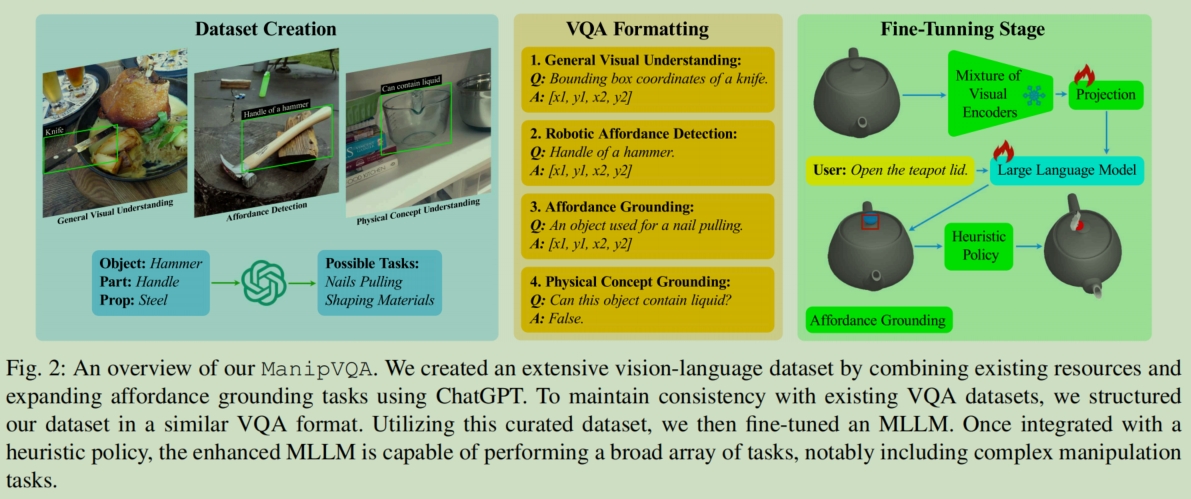 Dataset Creation
Knife
General Visual Understanding
Handle of a hammer
Affordance Detection
Can contain liquid
Physical Concept Understanding
Object: Hammer
Part: Handle
Prop: Steel
Possible Tasks:
Nails Pulling
Shaping Materials
VQA Formatting
1. General Visual Understanding:
Q: Bounding box coordinates of a knife.
A: [x1, y1, x2, y2]
2. Robotic Affordance Detection:
Q: Handle of a hammer.
A: [x1, y1, x2, y2]
3. Affordance Grounding:
Q: An object used for a nail pulling.
A: [x1, y1, x2, y2]
4. Physical Concept Grounding:
Q: Can this object contain liquid?
A: False.
Fine-Tunning Stage
Mixture of
Visual
Encoders
Projection
User: Open the teapot lid.
Large Language Model
Heuristic
Policy
Affordance Grounding
Fig. 2: An overview of our ManipVQA. We created an extensive vision-language dataset by combining existing resources and
expanding affordance grounding tasks using ChatGPT. To maintain consistency with existing VQA datasets, we structured
our dataset in a similar VQA format. Utilizing this curated dataset, we then fine-tuned an MLLM. Once integrated with a
heuristic policy, the enhanced MLLM is capable of performing a broad array of tasks, notably including complex manipulation
tasks.